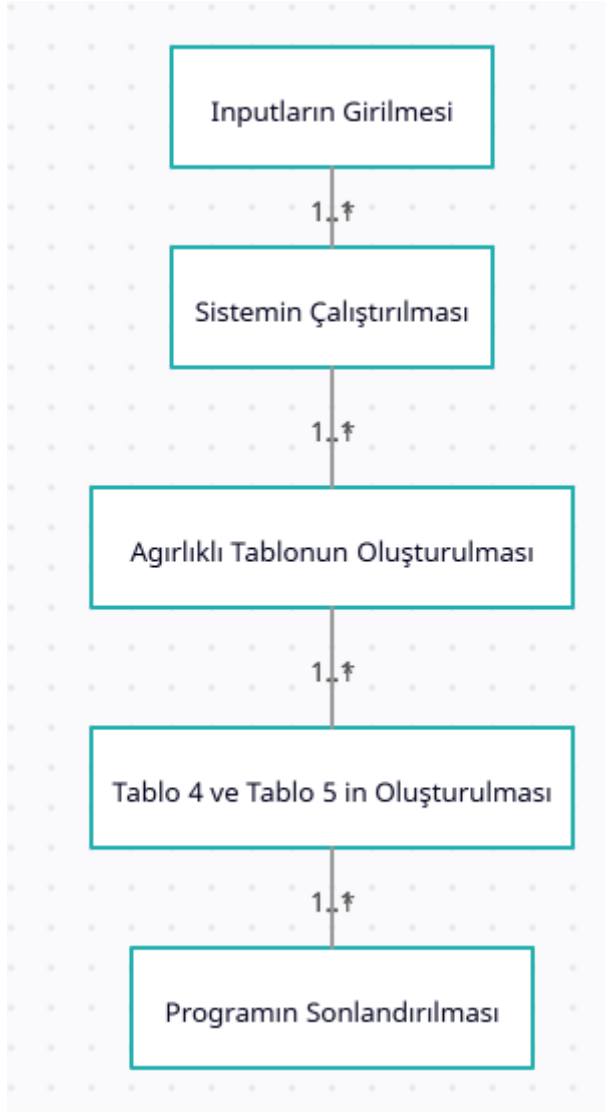 Inputların Girilmesi
1..*
Sistemin Çalıştırılması
1..*
Agırlıklı Tablonun Oluşturulması
1..*
Tablo 4 ve Tablo 5 in Oluşturulması
1..*
Programın Sonlandırılması